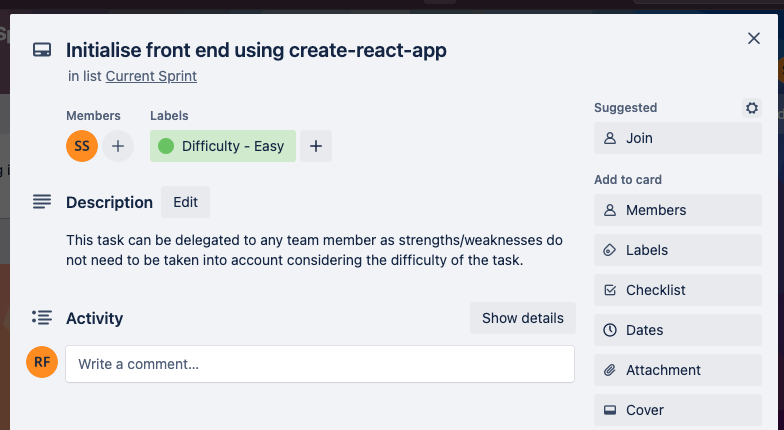 Initialise front end using create-react-app
in list Current Sprint
Members
Labels
SS
+
Difficulty - Easy
+
Description
Edit
This task can be delegated to any team member as strengths/weaknesses do
not need to be taken into account considering the difficulty of the task.
Activity
Show details
RF
Write a comment...
Suggested
Join
Add to card
Members
Labels
Checklist
Dates
Attachment
Cover